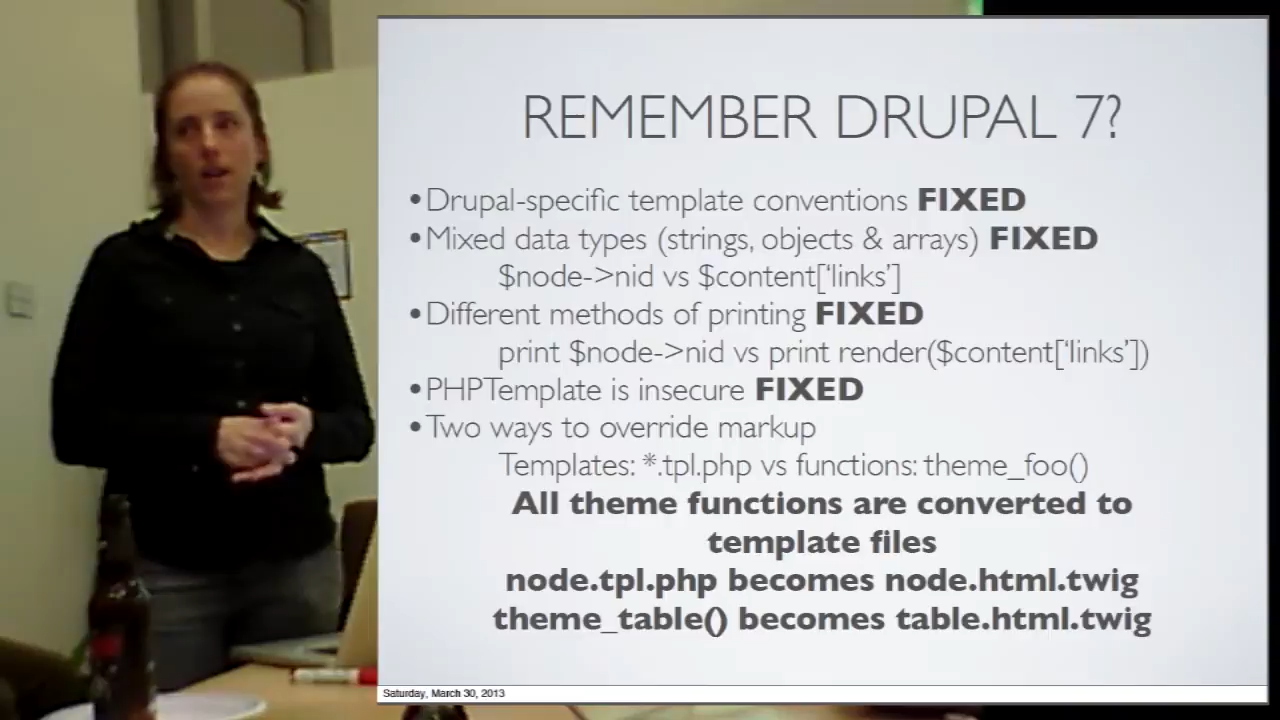 REMEMBER DRUPAL 7?
•Drupal-specific template conventions FIXED
•Mixed data types (strings, objects & arrays) FIXED
$node->nid vs $content[‘links’]
•Different methods of printing FIXED
print $node->nid vs print render($content[‘links’])
•PHPTemplate is insecure FIXED
•Two ways to override markup
Templates: *.tpl.php vs functions: theme_foo()
All theme functions are converted to
template files
node.tpl.php becomes node.html.twig
theme_table() becomes table.html.twig
Saturday, March 30, 2013